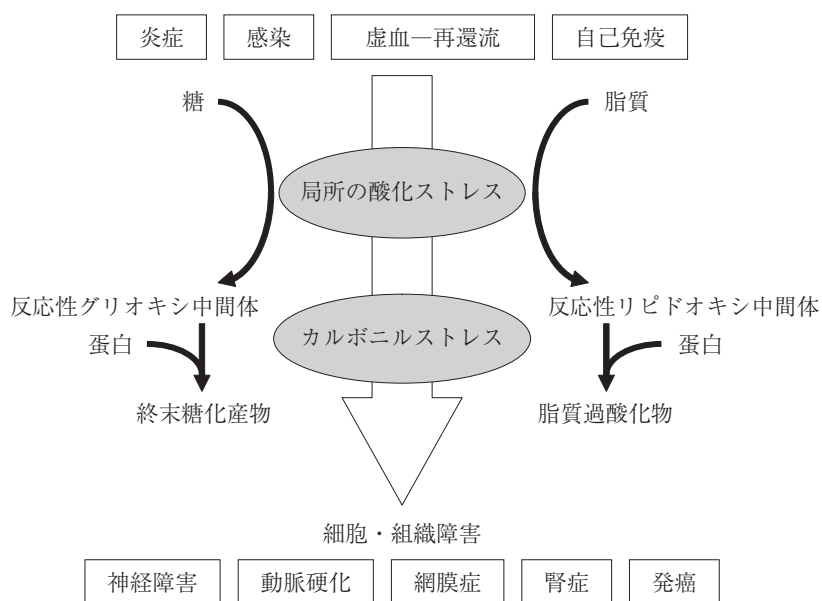 炎症 感染 虚血—再還流 自己免疫
糖 脂質
局所の酸化ストレス
反応性グリオキシ中間体 反応性リピドオキシ中間体
カルボニルストレス
蛋白 蛋白
終末糖化産物 脂質過酸化物
細胞・組織障害
神経障害 動脈硬化 網膜症 腎症 発癌